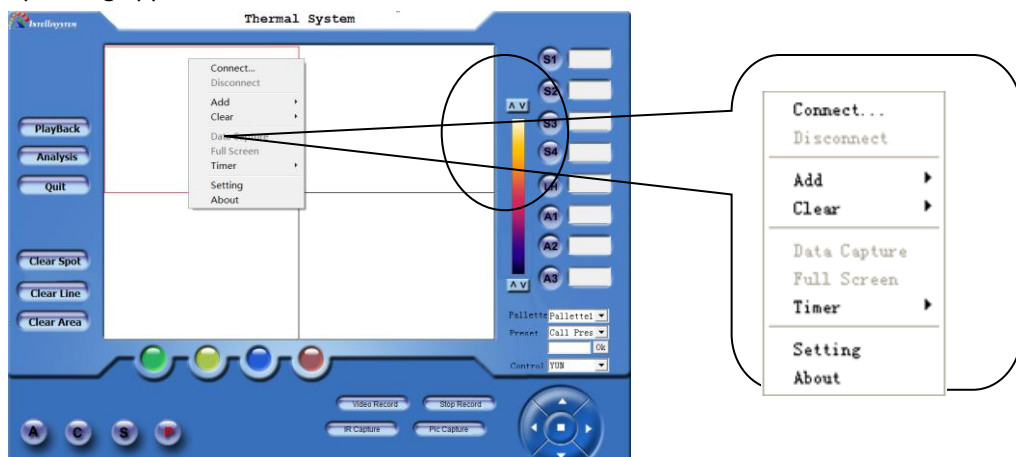 Intellisystem
Thermal System
Connect...
Disconnect
Add
Clear
Data Capture
Full Screen
Timer
Setting
About
PlayBack
Analysis
Quit
Clear Spot
Clear Line
Clear Area
S1
S2
S3
S4
LH
A1
A2
A3
Pallette Pallette1
Preset Call Pres
Ok
Control YUN
Video Record Stop Record
IR Capture Pic Capture
A C S P
Connect...
Disconnect
Add
Clear
Data Capture
Full Screen
Timer
Setting
About